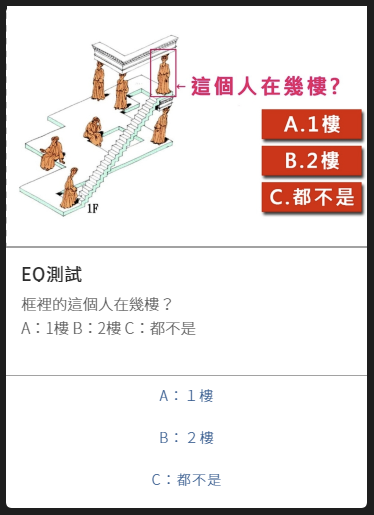 ←這個人在幾樓?
A.1樓
B.2樓
C.都不是
1F
EQ測試
框裡的這個人在幾樓？
A：1樓 B：2樓 C：都不是
A：１樓
B：２樓
C：都不是